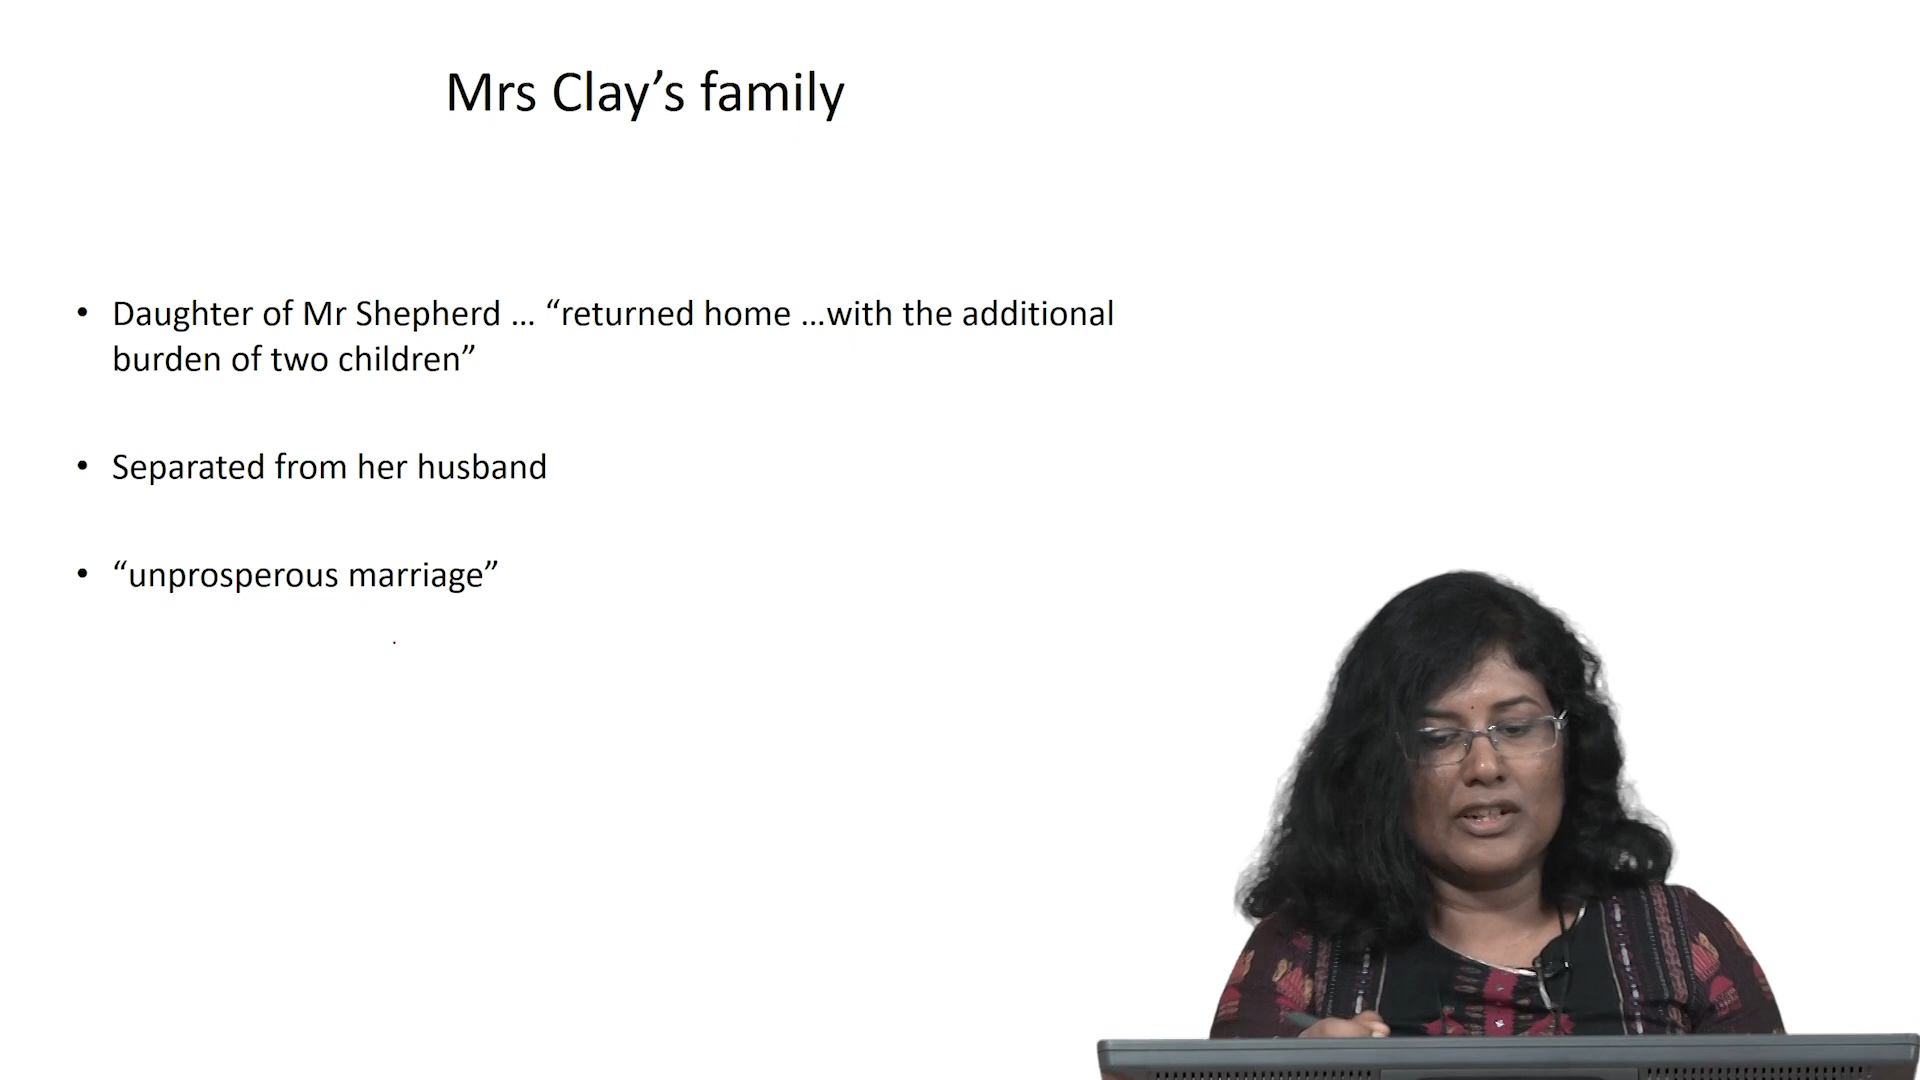 Mrs Clay’s family
• Daughter of Mr Shepherd … “returned home …with the additional
burden of two children”
• Separated from her husband
• “unprosperous marriage”